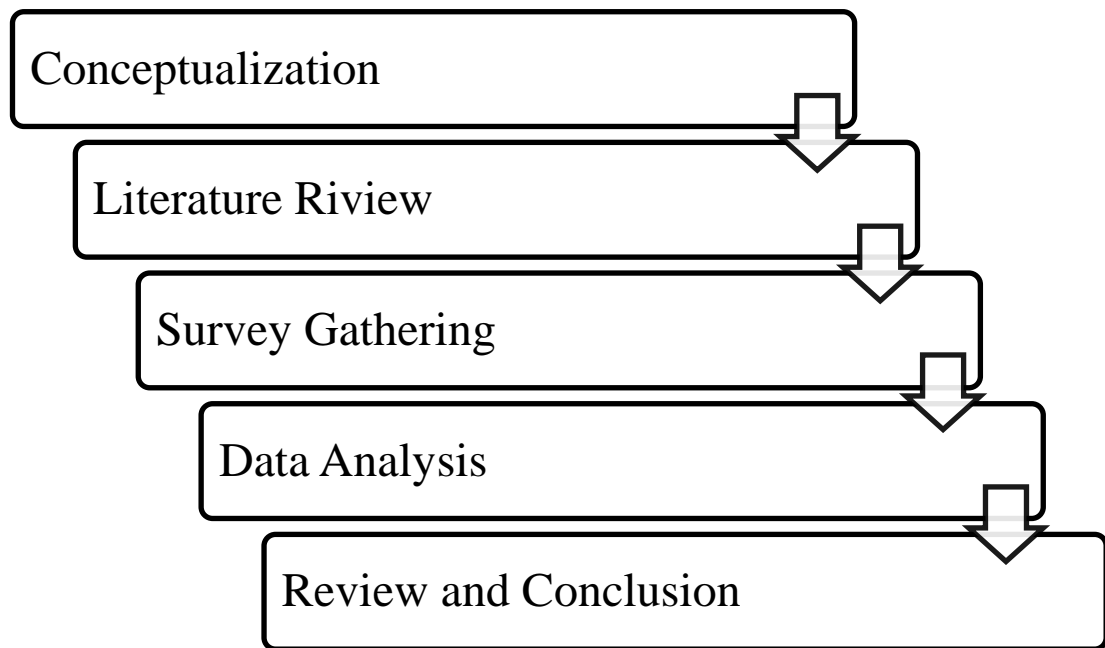 Conceptualization
Literature Riview
Survey Gathering
Data Analysis
Review and Conclusion